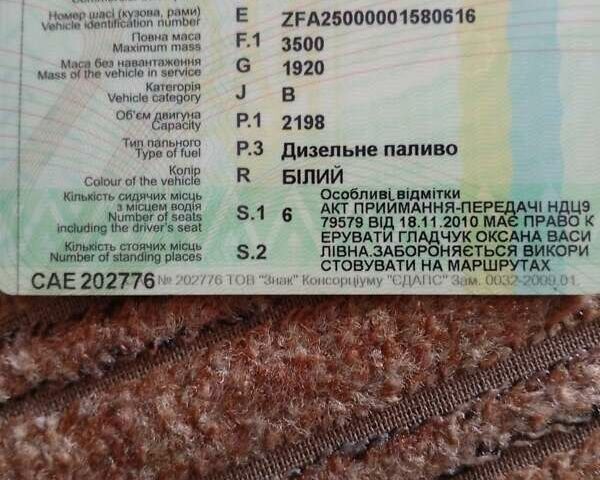 Номер шасі (кузова, рами) E ZFA25000001580616
Vehicle identification number
Повна маса F.1 3500
Maximum mass
Маса без навантаження G 1920
Mass of the vehicle in service
Категорія J B
Vehicle category
Об'єм двигуна P.1 2198
Capacity
Тип пального P.3 Дизельне паливо
Type of fuel
Колір R БІЛИЙ
Colour of the vehicle
Кількість сидячих місць
з місцем водія S.1 6
Number of seats
including the driver's seat
Кількість стоячих місць S.2
Number of standing places
Особливі відмітки
АКТ ПРИЙМАННЯ-ПЕРЕДАЧІ НДЦ9
79579 ВІД 18.11.2010 МАЄ ПРАВО К
ЕРУВАТИ ГЛАДЧУК ОКСАНА ВАСИ
ЛІВНА.ЗАБОРОНЯЄТЬСЯ ВИКОРИ
СТОВУВАТИ НА МАРШРУТАХ
САЕ 202776 № 202776 ТОВ "Знак" Консорціуму "ЄДАПС" Зам. 0032-2009.01